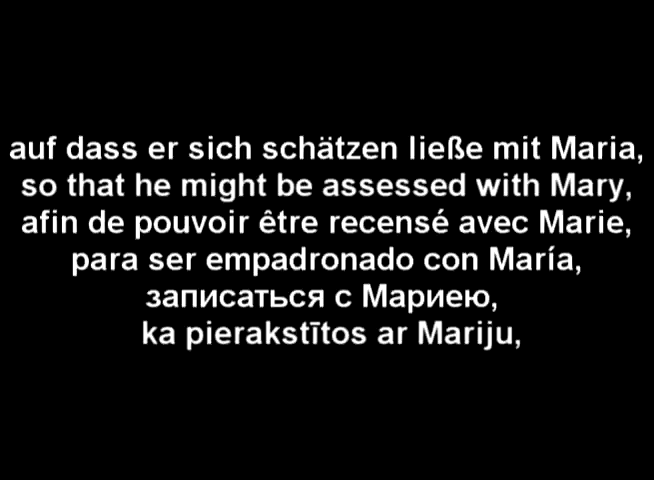 auf dass er sich schätzen ließe mit Maria,
so that he might be assessed with Mary,
afin de pouvoir être recensé avec Marie,
para ser empadronado con María,
записаться с Мариею,
ka pierakstītos ar Mariju,